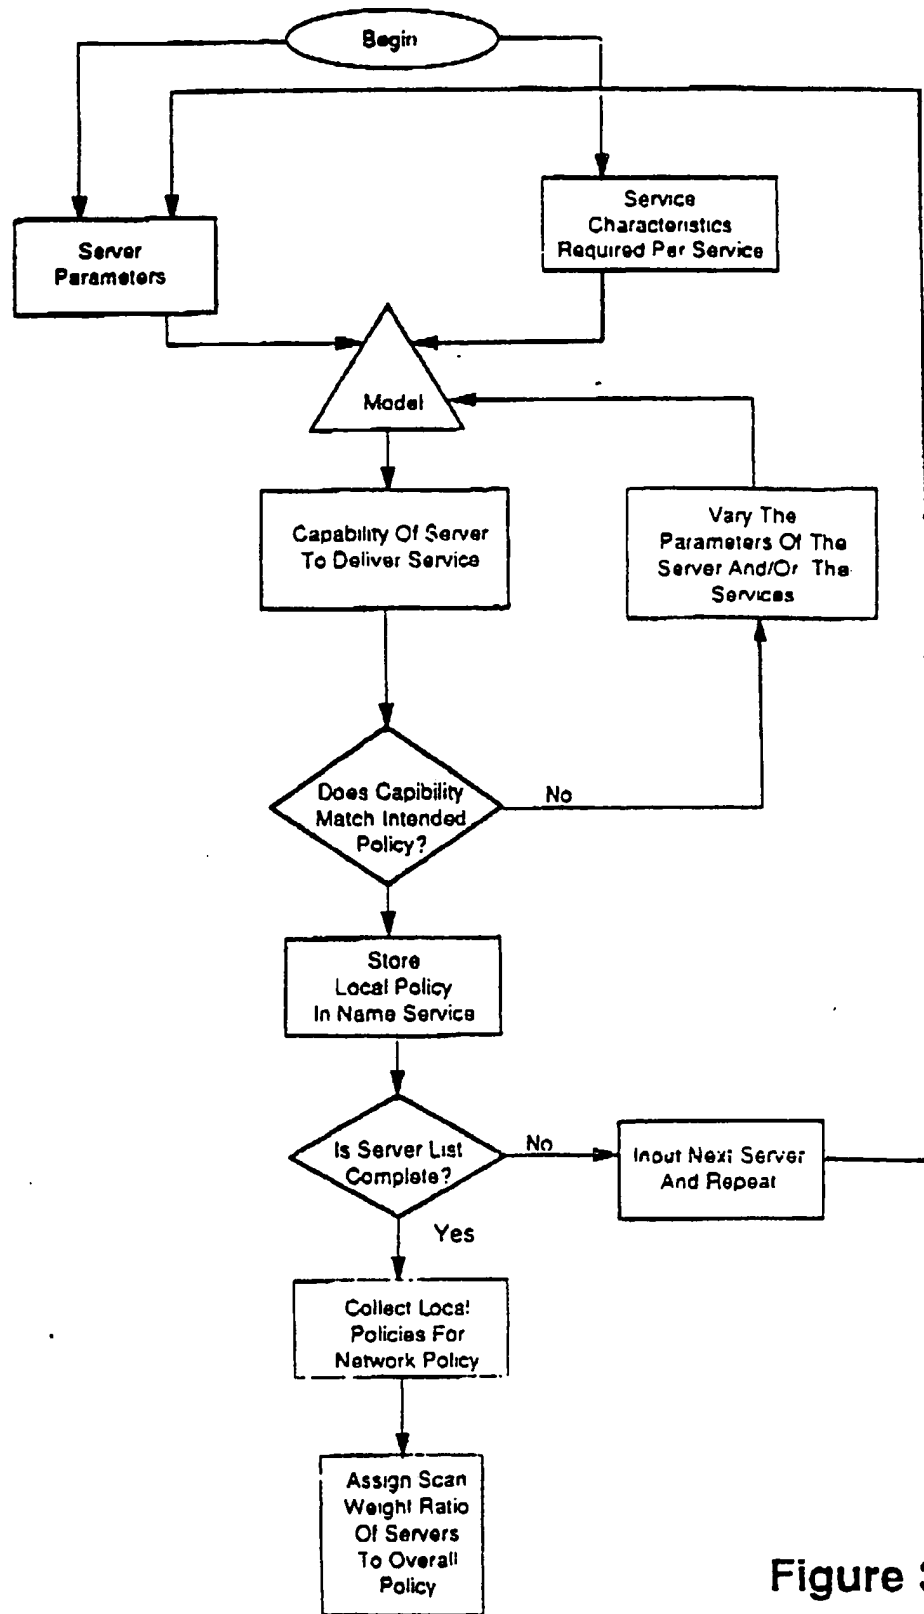 Begin
Server
Parameters
Service
Characteristics
Required Per Service
Model
Capability Of Server
To Deliver Service
Vary The
Parameters Of The
Server And/Or The
Services
Does Capibility
Match Intended
Policy?
No
Store
Local Policy
In Name Service
Is Server List
Complete?
No
Input Next Server
And Repeat
Yes
Collect Local
Policies For
Network Policy
Assign Scan
Weight Ratio
Of Servers
To Overall
Policy
Figure